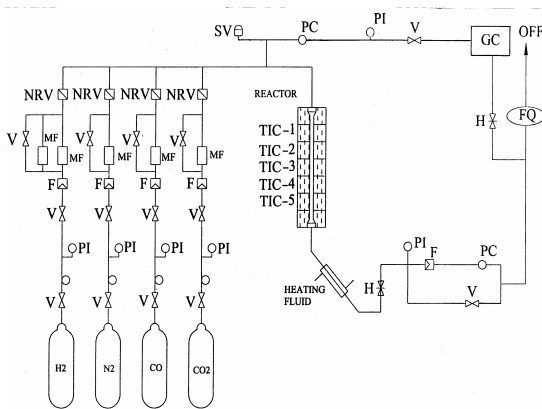 SV PC PI V GC OFF
NRV NRV NRV NRV REACTOR
FQ
V MF MF V MF V MF V MF
H
TIC-1
TIC-2
TIC-3
TIC-4
TIC-5
F F F F
V V V V
PI PI PI PI
PI F PC
HEATING
FLUID
H V
V V V V
H2 N2 CO CO2